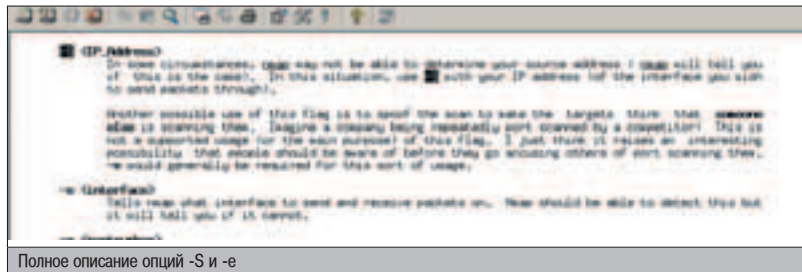 <IP_Address>
In some circumstances, nmap may not be able to determine your source address ( nmap will tell you
if this is the case). In this situation, use with your IP address (of the interface you wish
to send packets through).
Another possible use of this flag is to spoof the scan to make the targets think that someone
else is scanning them. Imagine a company being repeatedly port scanned by a competitor! This is
not a supported usage (or the main purpose) of this flag. I just think it raises an interesting
possibility that people should be aware of before they go accusing others of port scanning them.
-e would generally be required for this sort of usage.
-e <interface>
Tells nmap what interface to send and receive packets on. Nmap should be able to detect this but
it will tell you if it cannot.
Полное описание опций -S и -e